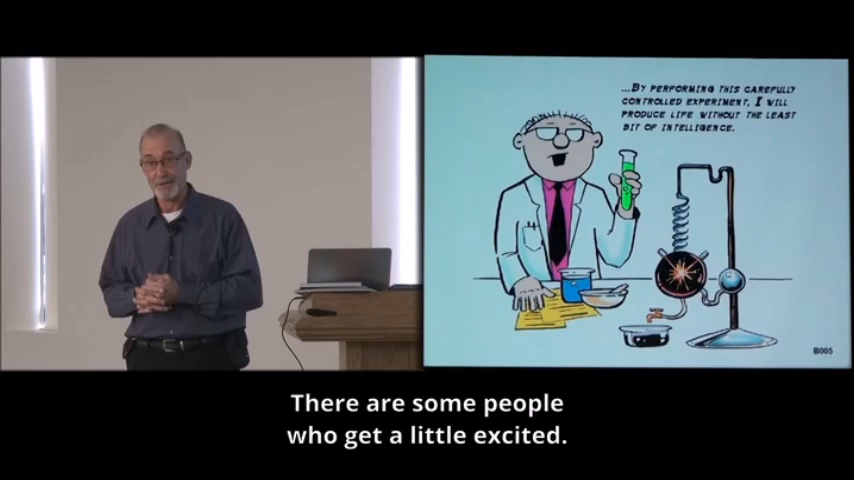 ...By performing this carefully
controlled experiment, I will
produce life without the least
bit of intelligence.
B005
There are some people
who get a little excited.